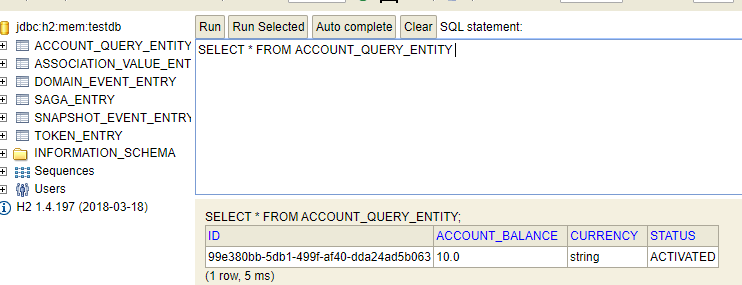 jdbc:h2:mem:testdb
ACCOUNT_QUERY_ENTITY
ASSOCIATION_VALUE_ENT
DOMAIN_EVENT_ENTRY
SAGA_ENTRY
SNAPSHOT_EVENT_ENTRY
TOKEN_ENTRY
INFORMATION_SCHEMA
Sequences
Users
H2 1.4.197 (2018-03-18)
Run Run Selected Auto complete Clear SQL statement:
SELECT * FROM ACCOUNT_QUERY_ENTITY
SELECT * FROM ACCOUNT_QUERY_ENTITY;
ID ACCOUNT_BALANCE CURRENCY STATUS
99e380bb-5db1-499f-af40-dda24ad5b063 10.0 string ACTIVATED
(1 row, 5 ms)